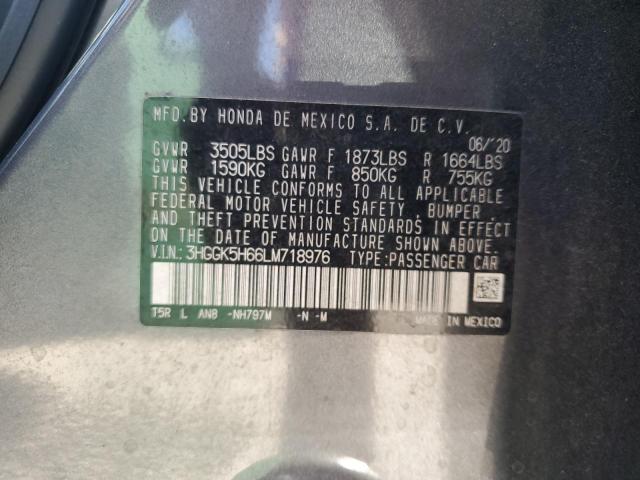 MFD. BY HONDA DE MEXICO S.A. DE C.V.
06/'20
GVWR 3505LBS GAWR F 1873LBS R 1664LBS
GVWR 1590KG GAWR F 850KG R 755KG
THIS VEHICLE CONFORMS TO ALL APPLICABLE
FEDERAL MOTOR VEHICLE SAFETY, BUMPER,
AND THEFT PREVENTION STANDARDS IN EFFECT
ON THE DATE OF MANUFACTURE SHOWN ABOVE.
V.I.N.: 3HGGK5H66LM718976 TYPE:PASSENGER CAR
T5R L ANB -NH797M -N -M MADE IN MEXICO